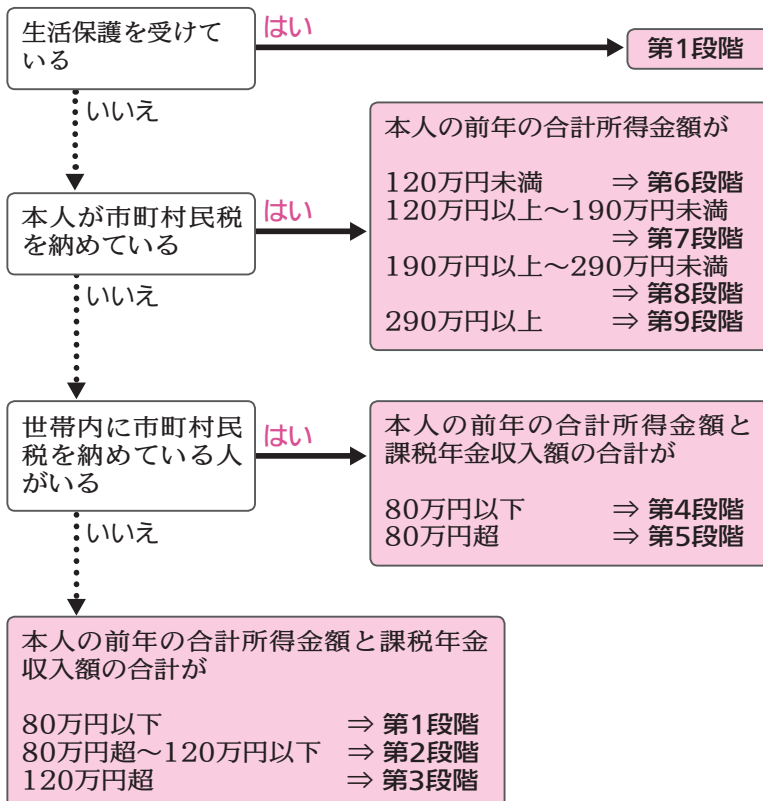 生活保護を受けて
いる
はい
第1段階
いいえ
本人が市町村民税
を納めている
はい
本人の前年の合計所得金額が
120万円未満 ⇒ 第6段階
120万円以上～190万円未満
⇒ 第7段階
190万円以上～290万円未満
⇒ 第8段階
290万円以上 ⇒ 第9段階
いいえ
世帯内に市町村民
税を納めている人
がいる
はい
本人の前年の合計所得金額と
課税年金収入額の合計が
80万円以下 ⇒ 第4段階
80万円超 ⇒ 第5段階
いいえ
本人の前年の合計所得金額と課税年金
収入額の合計が
80万円以下 ⇒ 第1段階
80万円超～120万円以下 ⇒ 第2段階
120万円超 ⇒ 第3段階